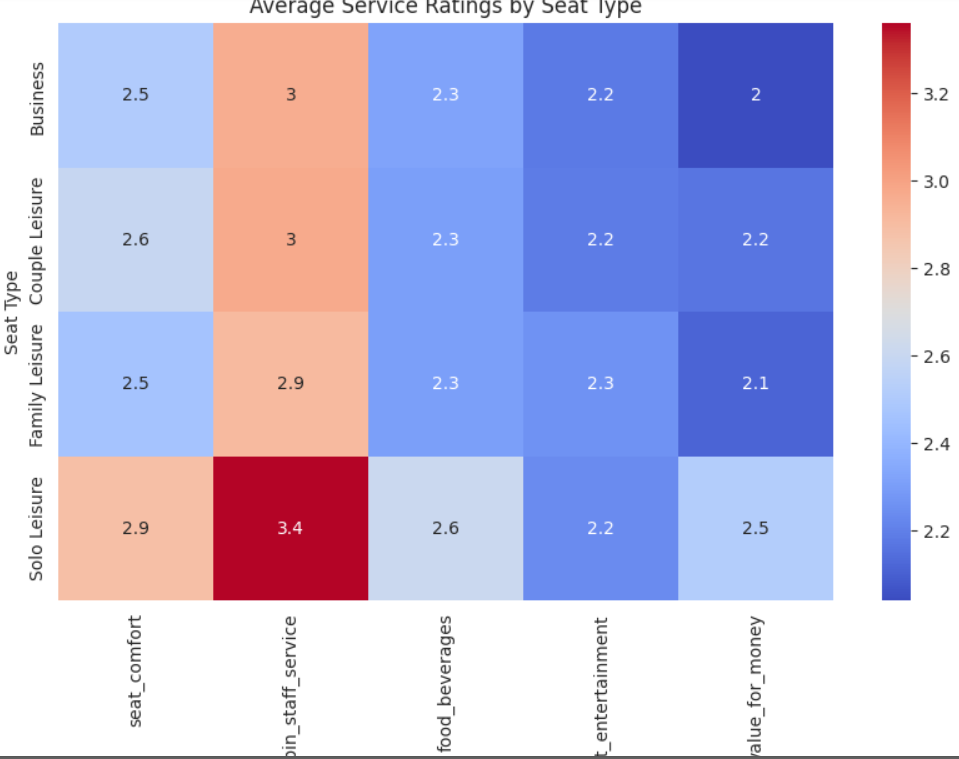 Average Service Ratings by Seat Type
Seat Type
Business
2.5 3 2.3 2.2 2
Couple Leisure
2.6 3 2.3 2.2 2.2
Family Leisure
2.5 2.9 2.3 2.3 2.1
Solo Leisure
2.9 3.4 2.6 2.2 2.5
seat_comfort
bin_staff_service
food_beverages
t_entertainment
value_for_money
3.2
3.0
2.8
2.6
2.4
2.2